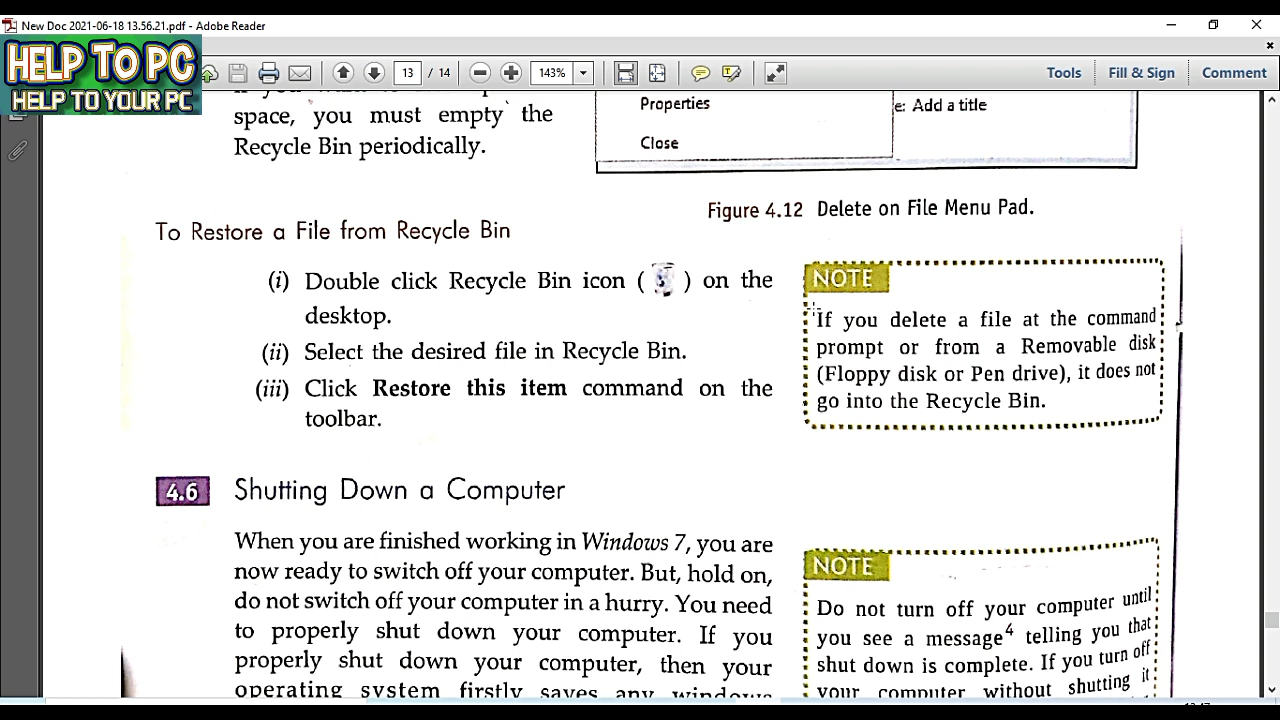 New Doc 2021-06-18 13.56.21.pdf - Adobe Reader
HELP TO PC
HELP TO YOUR PC
13 / 14
143%
Tools
Fill & Sign
Comment
space, you must empty the
Recycle Bin periodically.
Properties
e: Add a title
Close
Figure 4.12 Delete on File Menu Pad.
To Restore a File from Recycle Bin
(i) Double click Recycle Bin icon ( ) on the
desktop.
(ii) Select the desired file in Recycle Bin.
(iii) Click Restore this item command on the
toolbar.
NOTE
If you delete a file at the command
prompt or from a Removable disk
(Floppy disk or Pen drive), it does not
go into the Recycle Bin.
4.6 Shutting Down a Computer
When you are finished working in Windows 7, you are
now ready to switch off your computer. But, hold on,
do not switch off your computer in a hurry. You need
to properly shut down your computer. If you
properly shut down your computer, then your
operating system firstly saves any windows
NOTE
Do not turn off your computer until
you see a message4 telling you that
shut down is complete. If you turn off
your computer without shutting it